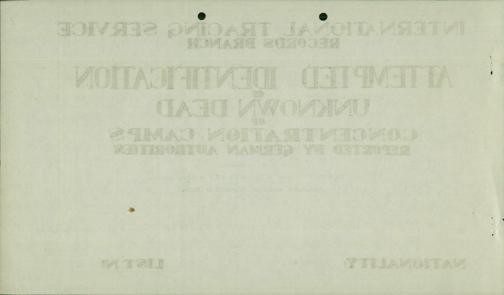 INTERNATIONAL TRACING SERVICE
RECORDS BRANCH
ATTEMPTED IDENTIFICATION
OF
UNKNOWN DEAD
OF
CONCENTRATION CAMPS
REPORTED BY GERMAN AUTHORITIES
NATIONALITY LIST Nº